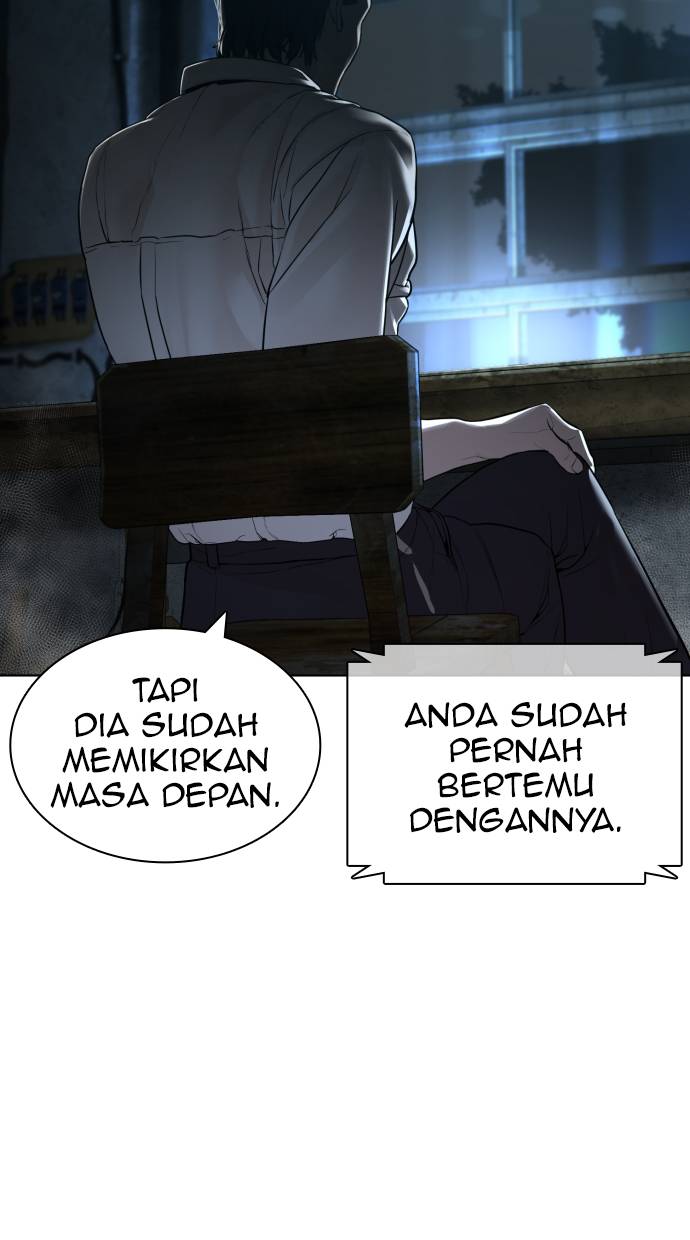 TAPI
DIA SUDAH
MEMIKIRKAN
MASA DEPAN.
ANDA SUDAH
PERNAH
BERTEMU
DENGANNYA.